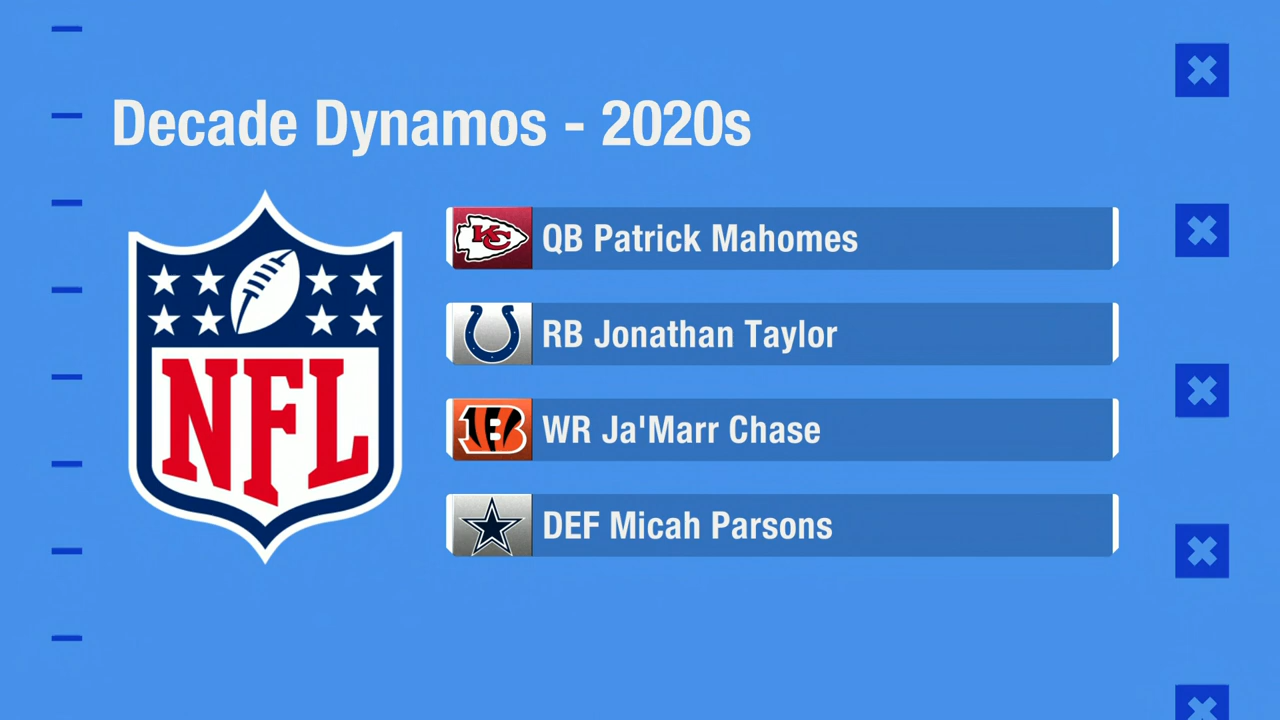 Decade Dynamos - 2020s
NFL
KC
QB Patrick Mahomes
RB Jonathan Taylor
B
WR Ja'Marr Chase
DEF Micah Parsons